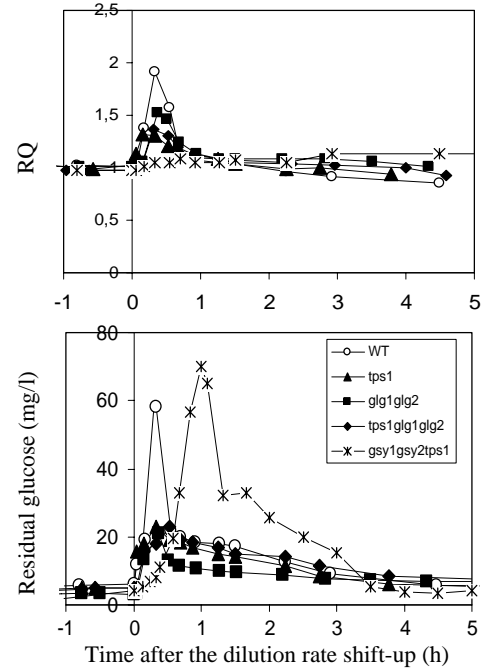 2,5
2
1,5
1
0,5
0
RQ
-1 0 1 2 3 4 5
80
60
40
20
0
Residual glucose (mg/l)
WT
tps1
glg1glg2
tps1glg1glg2
gsy1gsy2tps1
-1 0 1 2 3 4 5
Time after the dilution rate shift-up (h)